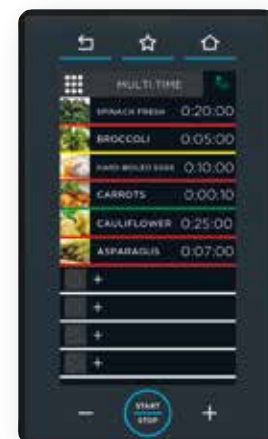 MULTI.TIME
SPINACH FRESH 0:20:00
BROCCOLI 0:05:00
HARD BOILED EGGS 0:10:00
CARROTS 0:00:10
CAULIFLOWER 0:25:00
ASPARAGUS 0:07:00
+
+
+
+
− START STOP +